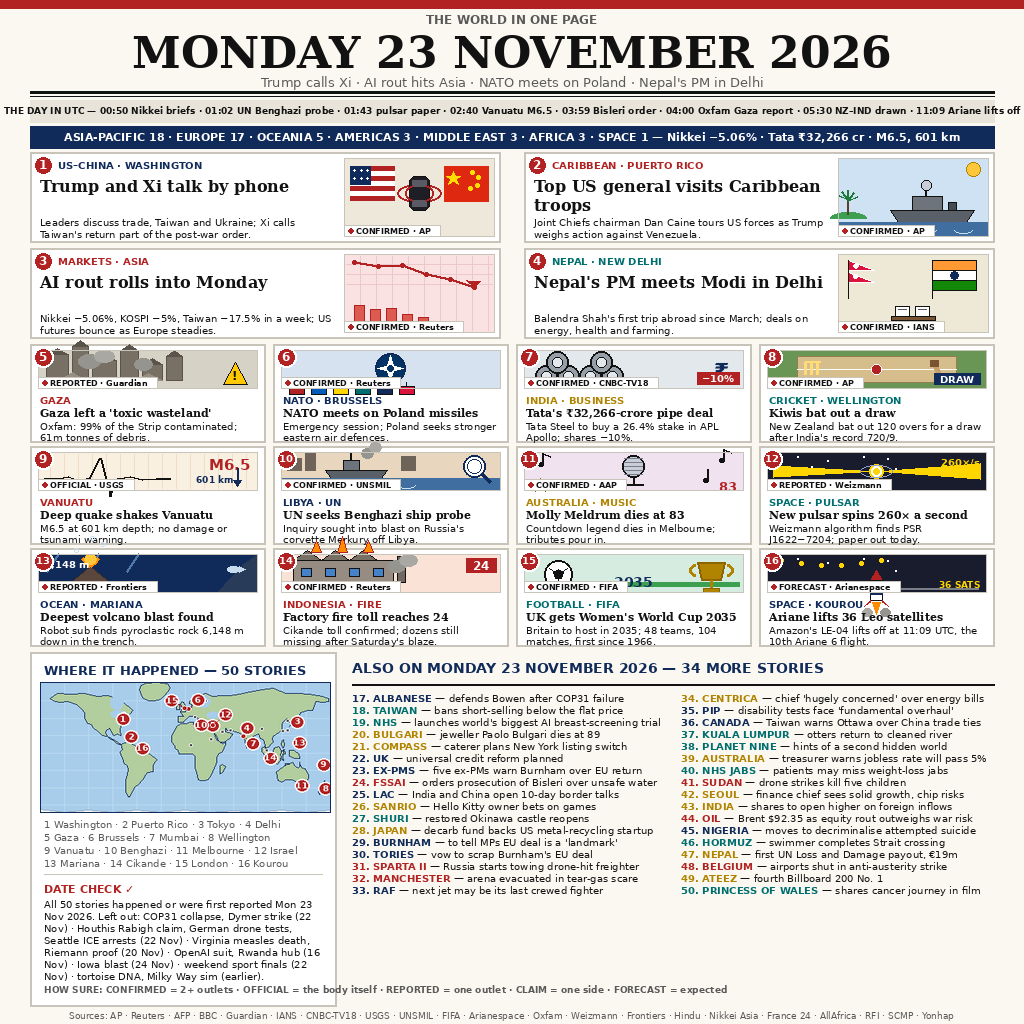 THE WORLD IN ONE PAGE
MONDAY 23 NOVEMBER 2026
Trump calls Xi · AI rout hits Asia · NATO meets on Poland · Nepal's PM in Delhi
THE DAY IN UTC — 00:50 Nikkei briefs · 01:02 UN Benghazi probe · 01:43 pulsar paper · 02:40 Vanuatu M6.5 · 03:59 Bisleri order · 04:00 Oxfam Gaza report · 05:30 NZ–IND drawn · 11:09 Ariane lifts off
ASIA-PACIFIC 18 · EUROPE 17 · OCEANIA 5 · AMERICAS 3 · MIDDLE EAST 3 · AFRICA 3 · SPACE 1 — Nikkei −5.06% · Tata ₹32,266 cr · M6.5, 601 km
1 US–CHINA · WASHINGTON
Trump and Xi talk by phone
Leaders discuss trade, Taiwan and Ukraine; Xi calls
Taiwan's return part of the post-war order.
CONFIRMED · AP
2 CARIBBEAN · PUERTO RICO
Top US general visits Caribbean
troops
Joint Chiefs chairman Dan Caine tours US forces as Trump
weighs action against Venezuela.
CONFIRMED · AP
3 MARKETS · ASIA
AI rout rolls into Monday
Nikkei −5.06%, KOSPI −5%, Taiwan −17.5% in a week; US
futures bounce as Europe steadies.
CONFIRMED · Reuters
4 NEPAL · NEW DELHI
Nepal's PM meets Modi in Delhi
Balendra Shah's first trip abroad since March; deals on
energy, health and farming.
CONFIRMED · IANS
5
REPORTED · Guardian
!
GAZA
Gaza left a 'toxic wasteland'
Oxfam: 99% of the Strip contaminated;
61m tonnes of debris.
6
CONFIRMED · Reuters
NATO · BRUSSELS
NATO meets on Poland missiles
Emergency session; Poland seeks stronger
eastern air defences.
7
₹
CONFIRMED · CNBC-TV18
−10%
INDIA · BUSINESS
Tata's ₹32,266-crore pipe deal
Tata Steel to buy a 26.4% stake in APL
Apollo; shares −10%.
8
CONFIRMED · AP
DRAW
CRICKET · WELLINGTON
Kiwis bat out a draw
New Zealand bat out 120 overs for a draw
after India's record 720/9.
9
M6.5
601 km
OFFICIAL · USGS
VANUATU
Deep quake shakes Vanuatu
M6.5 at 601 km depth; no damage or
tsunami warning.
10
CONFIRMED · UNSMIL
LIBYA · UN
UN seeks Benghazi ship probe
Inquiry sought into blast on Russia's
corvette Merkury off Libya.
11
CONFIRMED · AAP
83
AUSTRALIA · MUSIC
Molly Meldrum dies at 83
Countdown legend dies in Melbourne;
tributes pour in.
12
260×/s
REPORTED · Weizmann
SPACE · PULSAR
New pulsar spins 260× a second
Weizmann algorithm finds PSR
J1622−7204; paper out today.
13
148 m
REPORTED · Frontiers
OCEAN · MARIANA
Deepest volcano blast found
Robot sub finds pyroclastic rock 6,148 m
down in the trench.
14
24
CONFIRMED · Reuters
INDONESIA · FIRE
Factory fire toll reaches 24
Cikande toll confirmed; dozens still
missing after Saturday's blaze.
15
2035
CONFIRMED · FIFA
FOOTBALL · FIFA
UK gets Women's World Cup 2035
Britain to host in 2035; 48 teams, 104
matches, first since 1966.
16
FORECAST · Arianespace
36 SATS
SPACE · KOUROU
Ariane lifts 36 Leo satellites
Amazon's LE-04 lifts off at 11:09 UTC, the
10th Ariane 6 flight.
WHERE IT HAPPENED — 50 STORIES
1 2 16 15 6 10 12 4 7 14 3 13 9 11 8
1 Washington · 2 Puerto Rico · 3 Tokyo · 4 Delhi
5 Gaza · 6 Brussels · 7 Mumbai · 8 Wellington
9 Vanuatu · 10 Benghazi · 11 Melbourne · 12 Israel
13 Mariana · 14 Cikande · 15 London · 16 Kourou
DATE CHECK ✓
All 50 stories happened or were first reported Mon 23
Nov 2026. Left out: COP31 collapse, Dymer strike (22
Nov) · Houthis Rabigh claim, German drone tests,
Seattle ICE arrests (22 Nov) · Virginia measles death,
Riemann proof (20 Nov) · OpenAI suit, Rwanda hub (16
Nov) · Iowa blast (24 Nov) · weekend sport finals (22
Nov) · tortoise DNA, Milky Way sim (earlier).
HOW SURE: CONFIRMED = 2+ outlets · OFFICIAL = the body itself · REPORTED = one outlet · CLAIM = one side · FORECAST = expected
ALSO ON MONDAY 23 NOVEMBER 2026 — 34 MORE STORIES
17. ALBANESE — defends Bowen after COP31 failure
18. TAIWAN — bans short-selling below the flat price
19. NHS — launches world's biggest AI breast-screening trial
20. BULGARI — jeweller Paolo Bulgari dies at 89
21. COMPASS — caterer plans New York listing switch
22. UK — universal credit reform planned
23. EX-PMS — five ex-PMs warn Burnham over EU return
24. FSSAI — orders prosecution of Bisleri over unsafe water
25. LAC — India and China open 10-point border talks
26. SANRIO — Hello Kitty owner bets on games
27. SHURI — restored Okinawa castle reopens
28. JAPAN — decarb fund backs US metal-recycling startup
29. BURNHAM — to tell MPs EU deal is a 'landmark'
30. TORIES — vow to scrap Burnham's EU deal
31. SPARTA II — Russia starts towing drone-hit freighter
32. MANCHESTER — arena evacuated in tear-gas scare
33. RAF — next jet may be its last crewed fighter
34. CENTRICA — chief 'hugely concerned' over energy bills
35. PIP — disability tests face 'fundamental overhaul'
36. CANADA — Taiwan warns Ottawa over China trade ties
37. KUALA LUMPUR — otters return to cleaned river
38. PLANET NINE — hints of a second hidden world
39. AUSTRALIA — treasurer warns jobless rate will pass 5%
40. NHS JABS — patients may miss weight-loss jabs
41. SUDAN — drone strikes kill five children
42. SEOUL — finance chief sees solid growth, chip risks
43. INDIA — shares to open higher on foreign inflows
44. OIL — Brent $92.35 as equity rout outweighs war risk
45. NIGERIA — moves to decriminalise attempted suicide
46. HORMUZ — swimmer completes Strait crossing
47. NEPAL — first UN Loss and Damage payout, €19m
48. BELGIUM — airports shut in anti-austerity strike
49. ATEEZ — fourth Billboard 200 No. 1
50. PRINCESS OF WALES — shares cancer journey in film
Sources: AP · Reuters · AFP · BBC · Guardian · IANS · CNBC-TV18 · USGS · UNSMIL · FIFA · Arianespace · Oxfam · Weizmann · Frontiers · Hindu · Nikkei Asia · France 24 · AllAfrica · RFI · SCMP · Yonhap